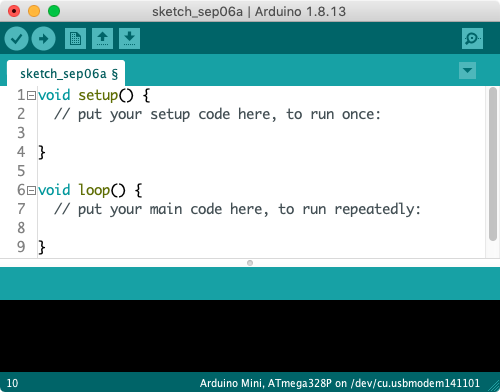 sketch_sep06a | Arduino 1.8.13
sketch_sep06a §
1 void setup() {
2   // put your setup code here, to run once:
3
4 }
5
6 void loop() {
7   // put your main code here, to run repeatedly:
8
9 }
10 Arduino Mini, ATmega328P on /dev/cu.usbmodem141101